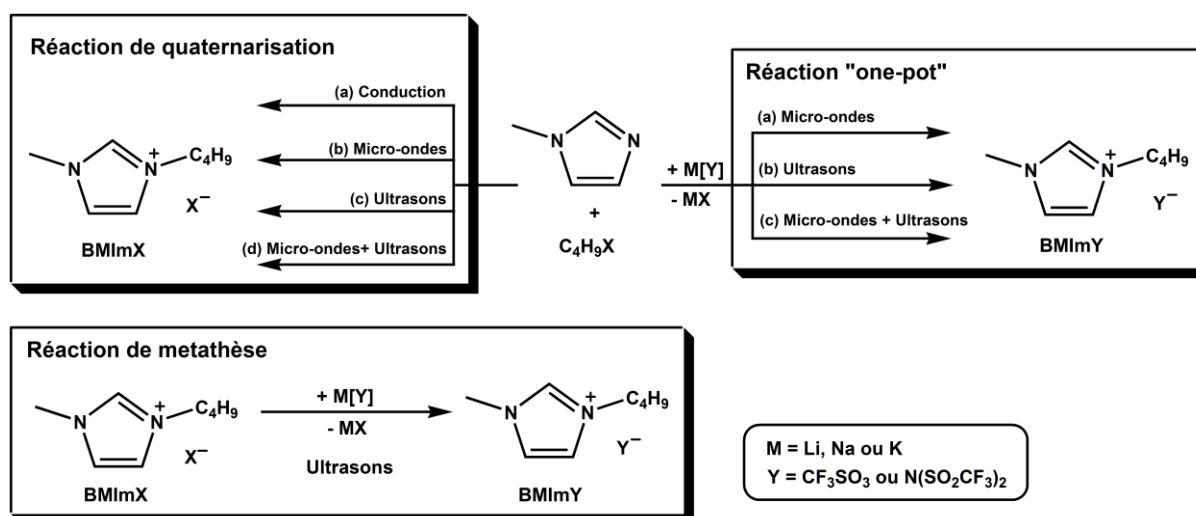 Réaction de quaternarisation
(a) Conduction
(b) Micro-ondes
(c) Ultrasons
(d) Micro-ondes+ Ultrasons
N
N
+
C4H9
X−
BMImX
N
N
+
C4H9X
+ M[Y]
- MX
Réaction "one-pot"
(a) Micro-ondes
(b) Ultrasons
(c) Micro-ondes + Ultrasons
N
N
+
C4H9
Y−
BMImY
Réaction de metathèse
N
N
+
C4H9
X−
BMImX
+ M[Y]
- MX
Ultrasons
N
N
+
C4H9
Y−
BMImY
M = Li, Na ou K
Y = CF3SO3 ou N(SO2CF3)2